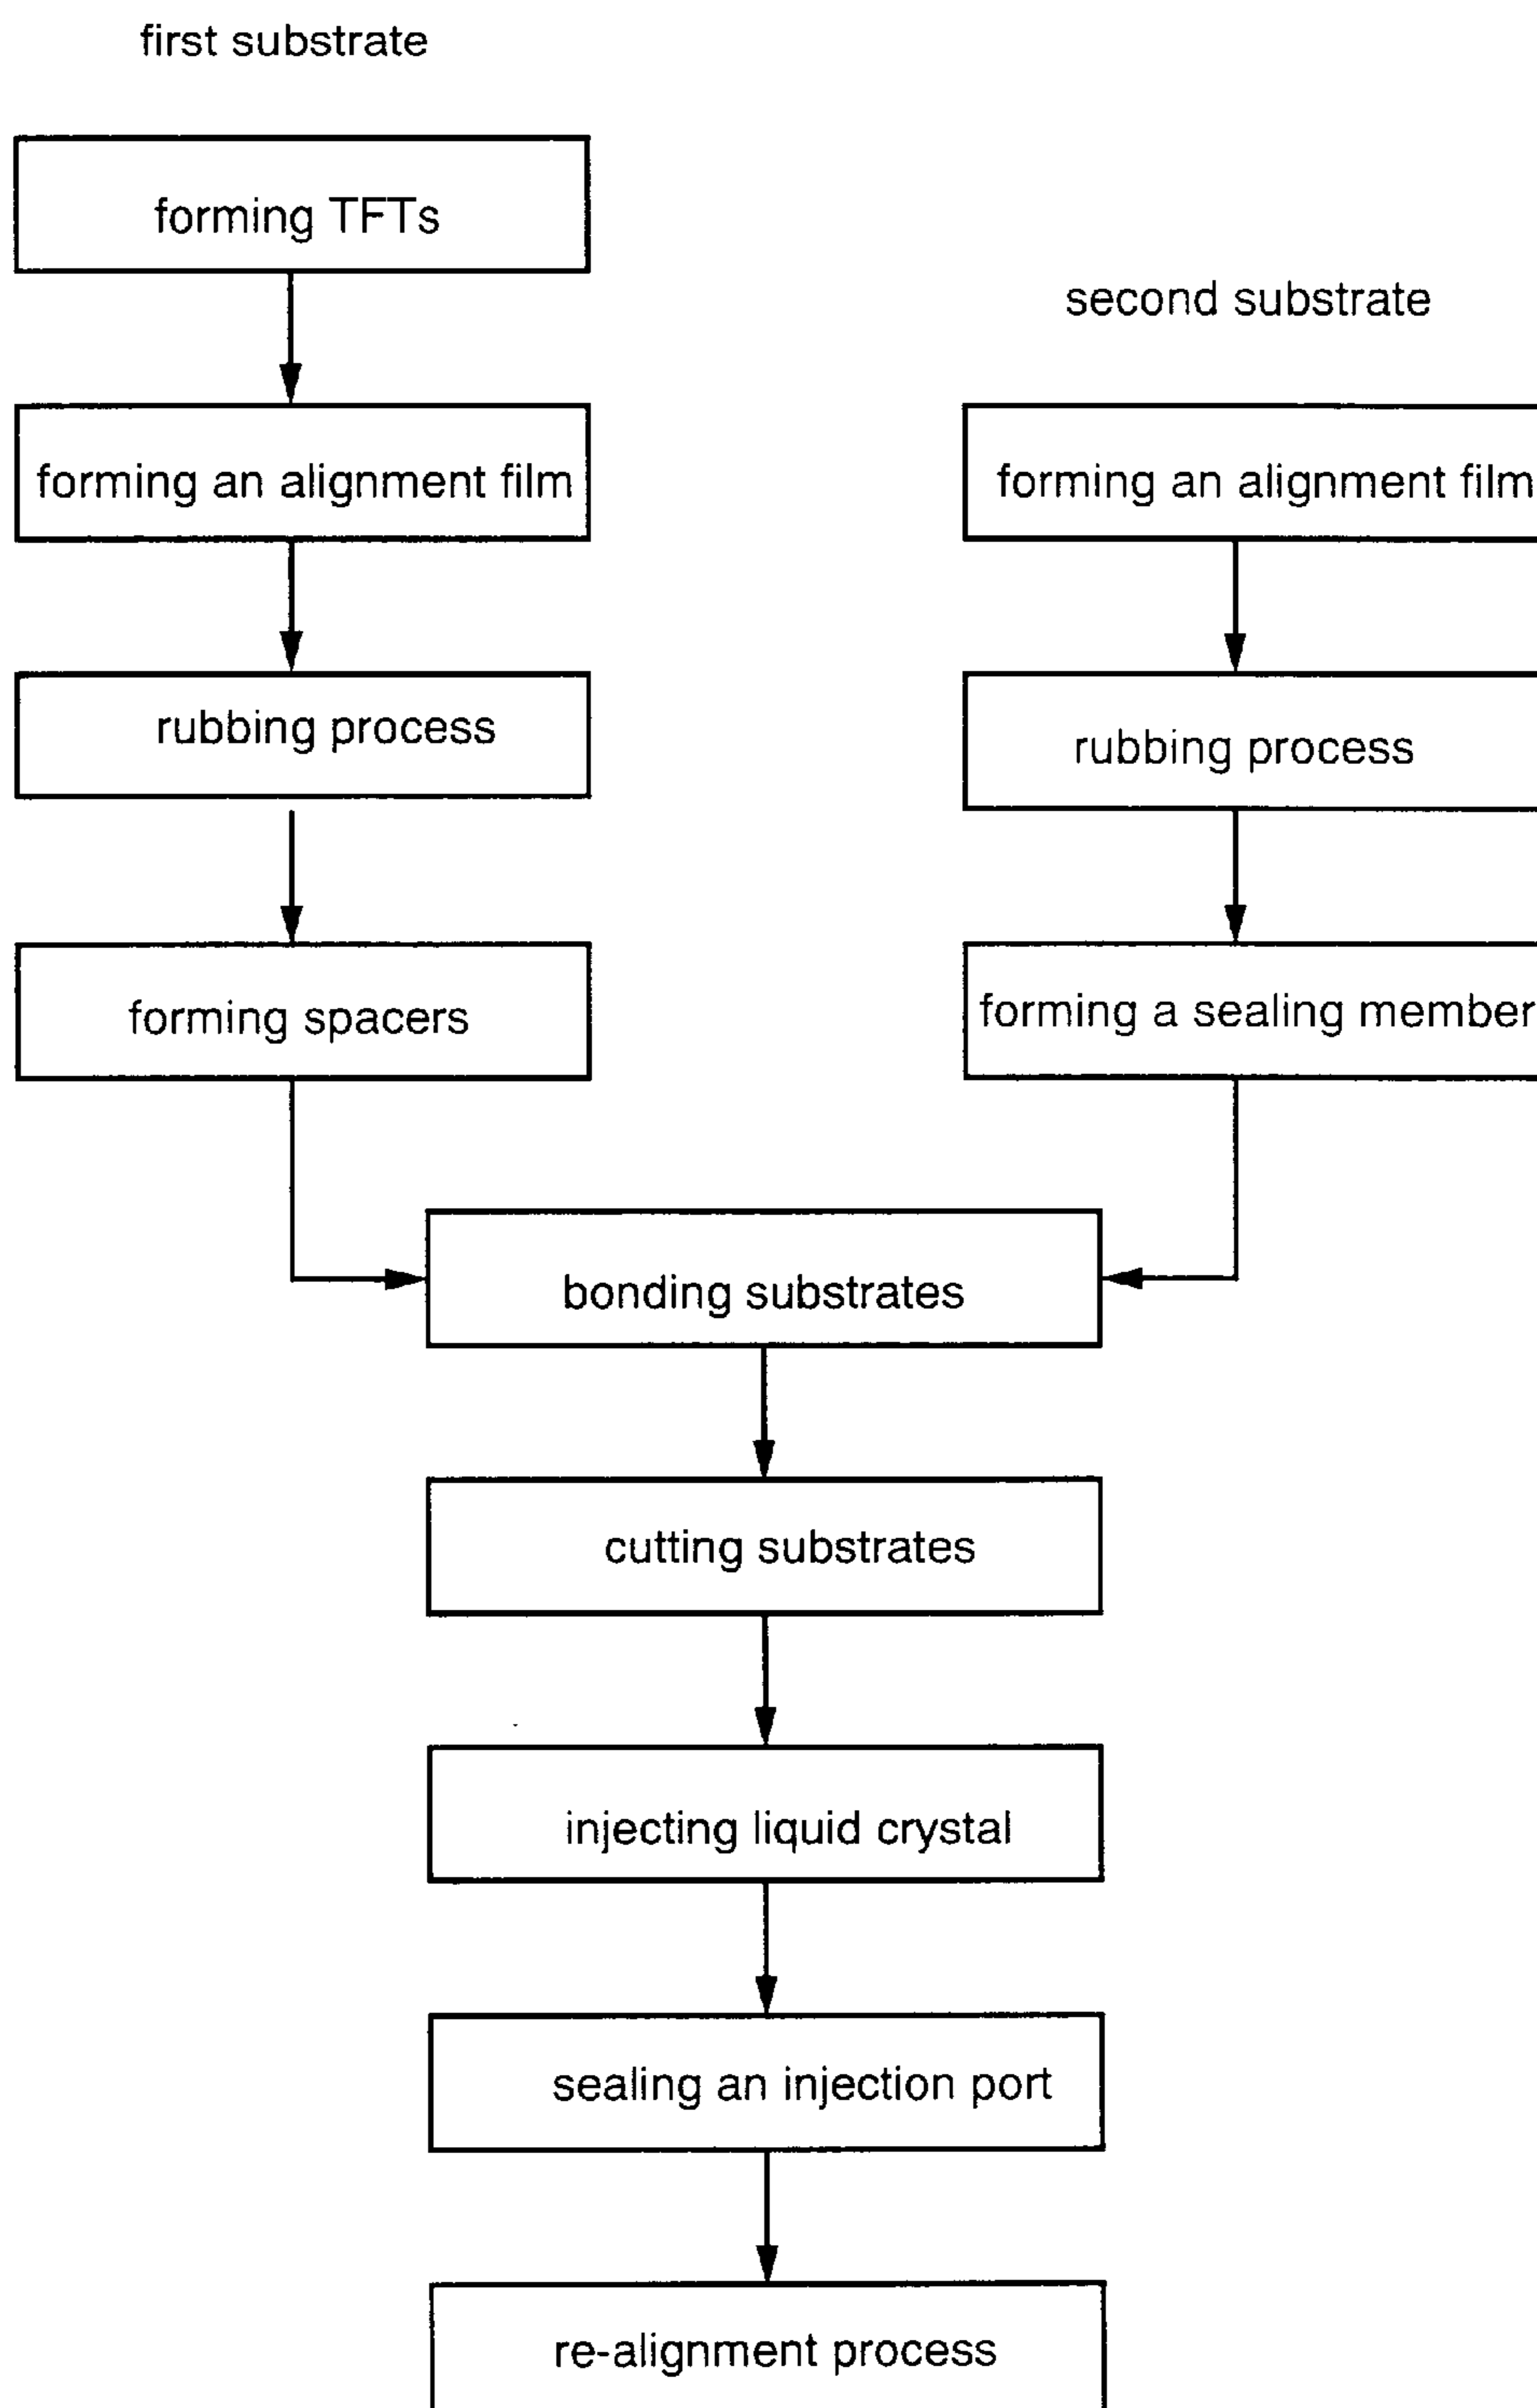 first substrate
forming TFTs
second substrate
forming an alignment film
forming an alignment film
rubbing process
rubbing process
forming spacers
forming a sealing member
bonding substrates
cutting substrates
injecting liquid crystal
sealing an injection port
re-alignment process